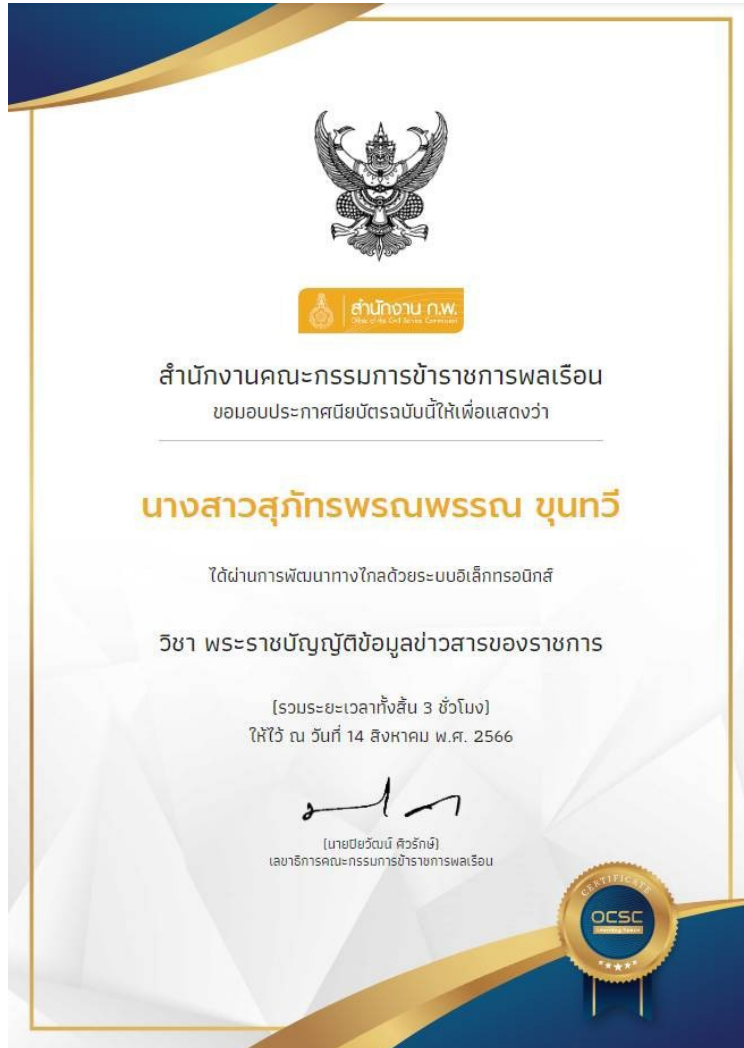 สำนักงาน ก.พ.
Office of the Civil Service Commission
สำนักงานคณะกรรมการข้าราชการพลเรือน
ขอมอบประกาศนียบัตรฉบับนี้ให้เพื่อแสดงว่า
นางสาวสุภัทรพรณพรรณ ขุนทวี
ได้ผ่านการพัฒนาทางไกลด้วยระบบอิเล็กทรอนิกส์
วิชา พระราชบัญญัติข้อมูลข่าวสารของราชการ
(รวมระยะเวลาทั้งสิ้น 3 ชั่วโมง)
ให้ไว้ ณ วันที่ 14 สิงหาคม พ.ศ. 2566
(นายปิยวัฒน์ ศิวรักษ์)
เลขาธิการคณะกรรมการข้าราชการพลเรือน
CERTIFICATE
OCSC
Learning Space